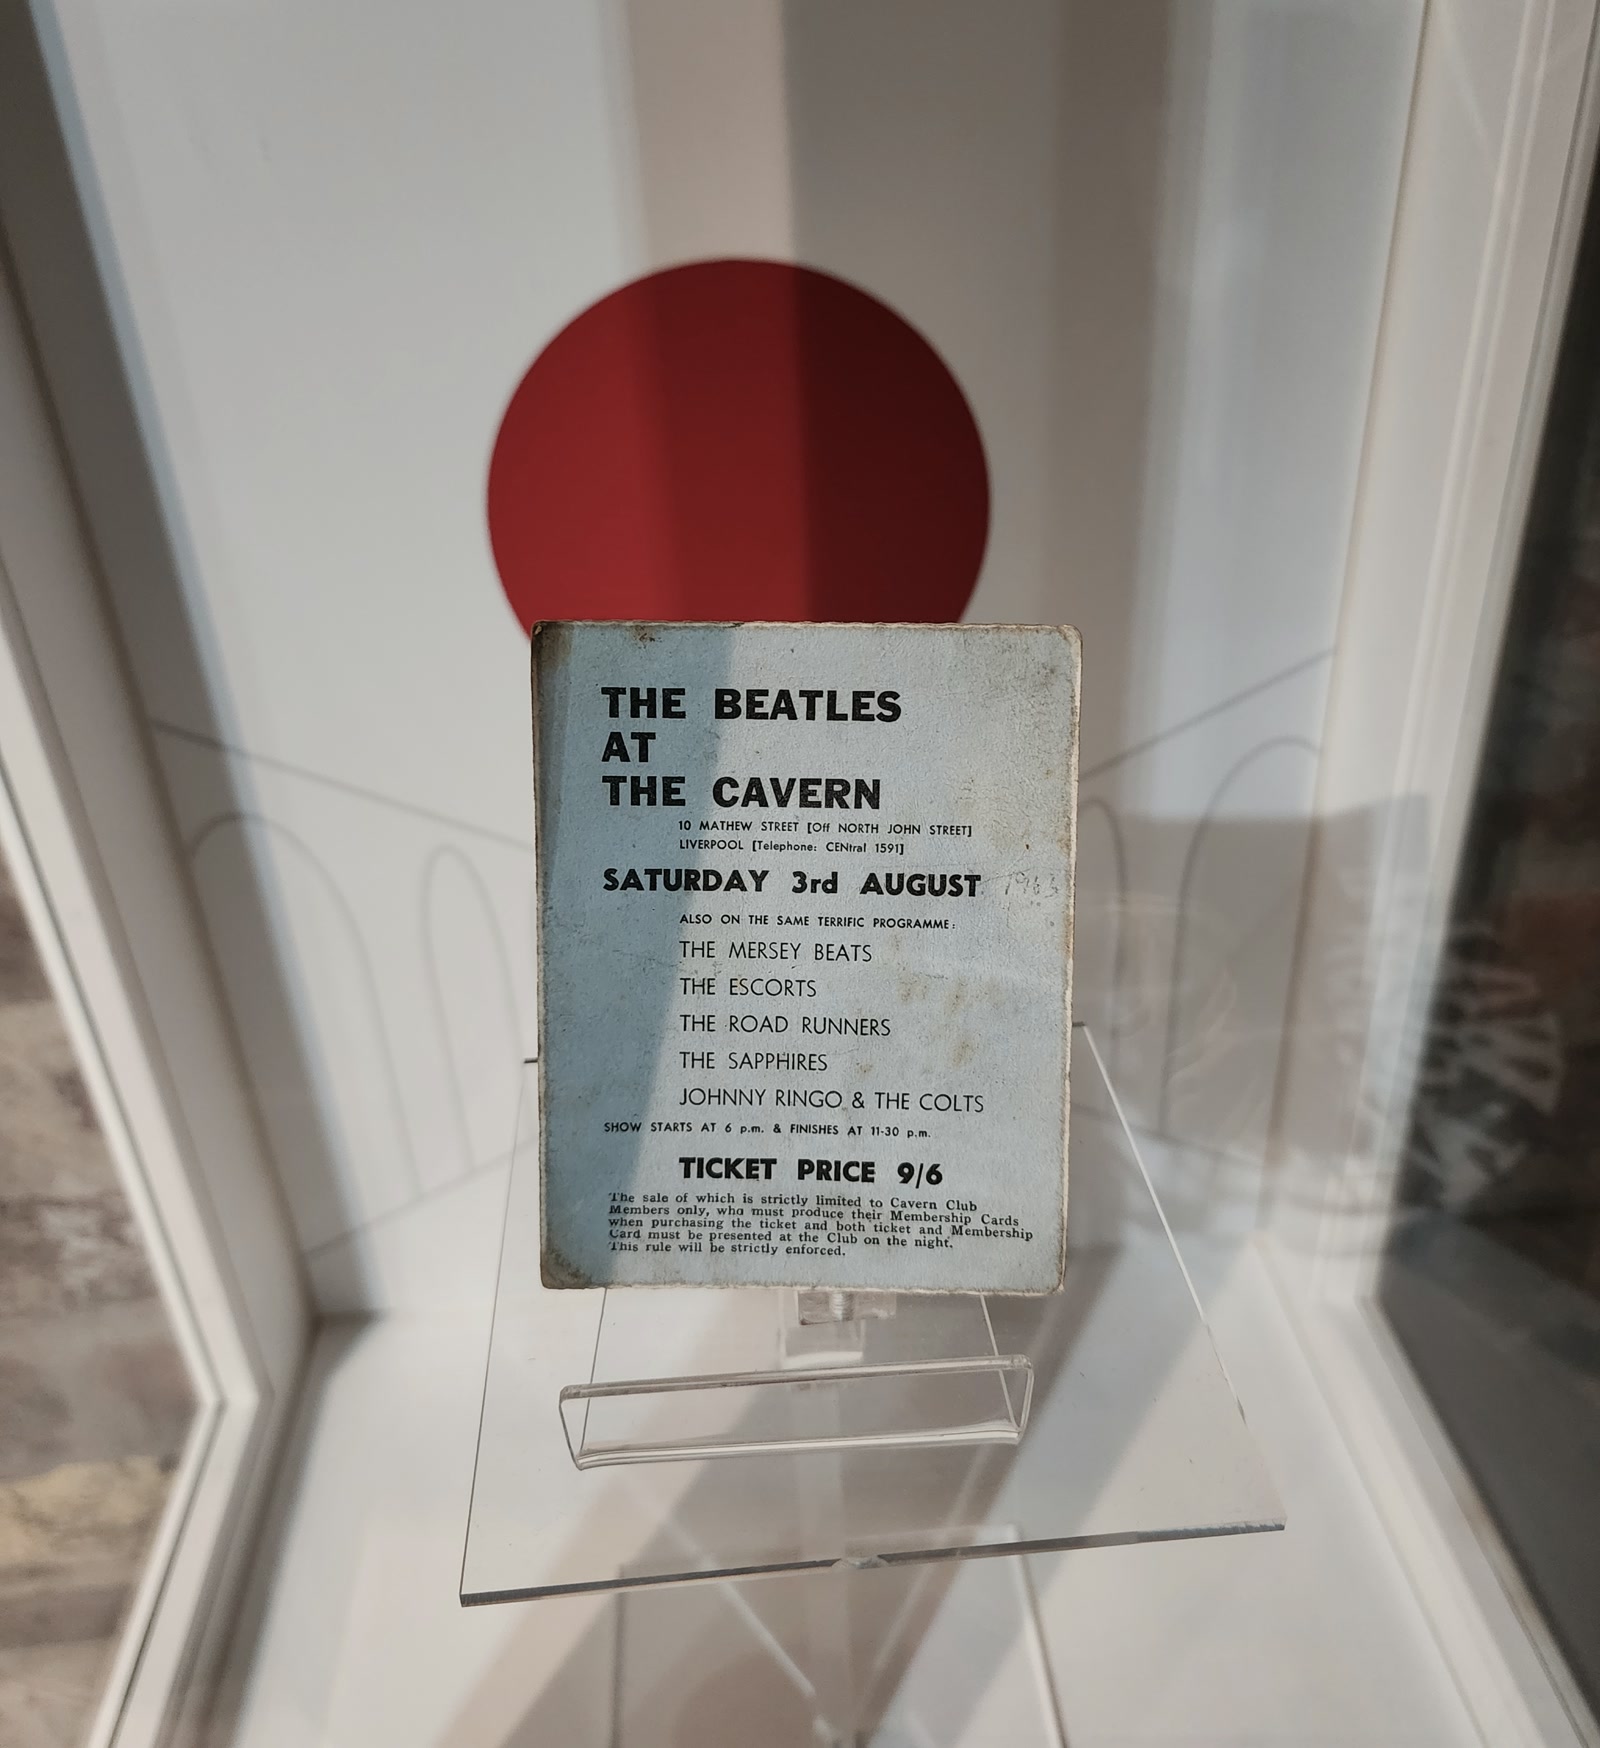 THE BEATLES
AT
THE CAVERN
10 MATHEW STREET [Off NORTH JOHN STREET]
LIVERPOOL [Telephone: CENtral 1591]
SATURDAY 3rd AUGUST 1963
ALSO ON THE SAME TERRIFIC PROGRAMME:
THE MERSEY BEATS
THE ESCORTS
THE ROAD RUNNERS
THE SAPPHIRES
JOHNNY RINGO & THE COLTS
SHOW STARTS AT 6 p.m. & FINISHES AT 11-30 p.m.
TICKET PRICE 9/6
The sale of which is strictly limited to Cavern Club
Members only, who must produce their Membership Cards
when purchasing the ticket and both ticket and Membership
Card must be presented at the Club on the night.
This rule will be strictly enforced.